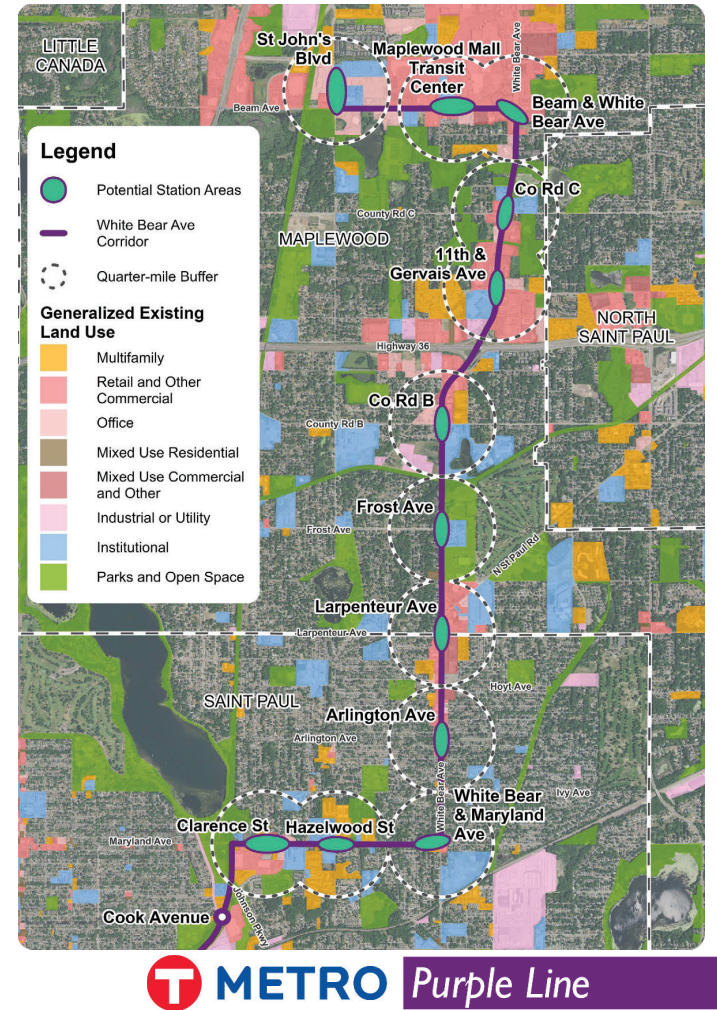 LITTLE
CANADA
St John's
Blvd
Maplewood Mall
Transit
Center
White Bear Ave
Beam Ave
Beam & White
Bear Ave
Legend
Potential Station Areas
White Bear Ave
Corridor
Quarter-mile Buffer
Generalized Existing
Land Use
Multifamily
Retail and Other
Commercial
Office
Mixed Use Residential
Mixed Use Commercial
and Other
Industrial or Utility
Institutional
Parks and Open Space
Co Rd C
County Rd C
MAPLEWOOD
11th &
Gervais Ave
NORTH
SAINT PAUL
Highway 36
Co Rd B
County Rd B
Frost Ave
Frost Ave
N St Paul Rd
Larpenteur Ave
Larpenteur Ave
SAINT PAUL
Hoyt Ave
Arlington Ave
Arlington Ave
White Bear Ave
White Bear
& Maryland
Ave
Ivy Ave
Clarence St
Hazelwood St
Maryland Ave
Cook Avenue
Johnson Pkwy
T METRO Purple Line